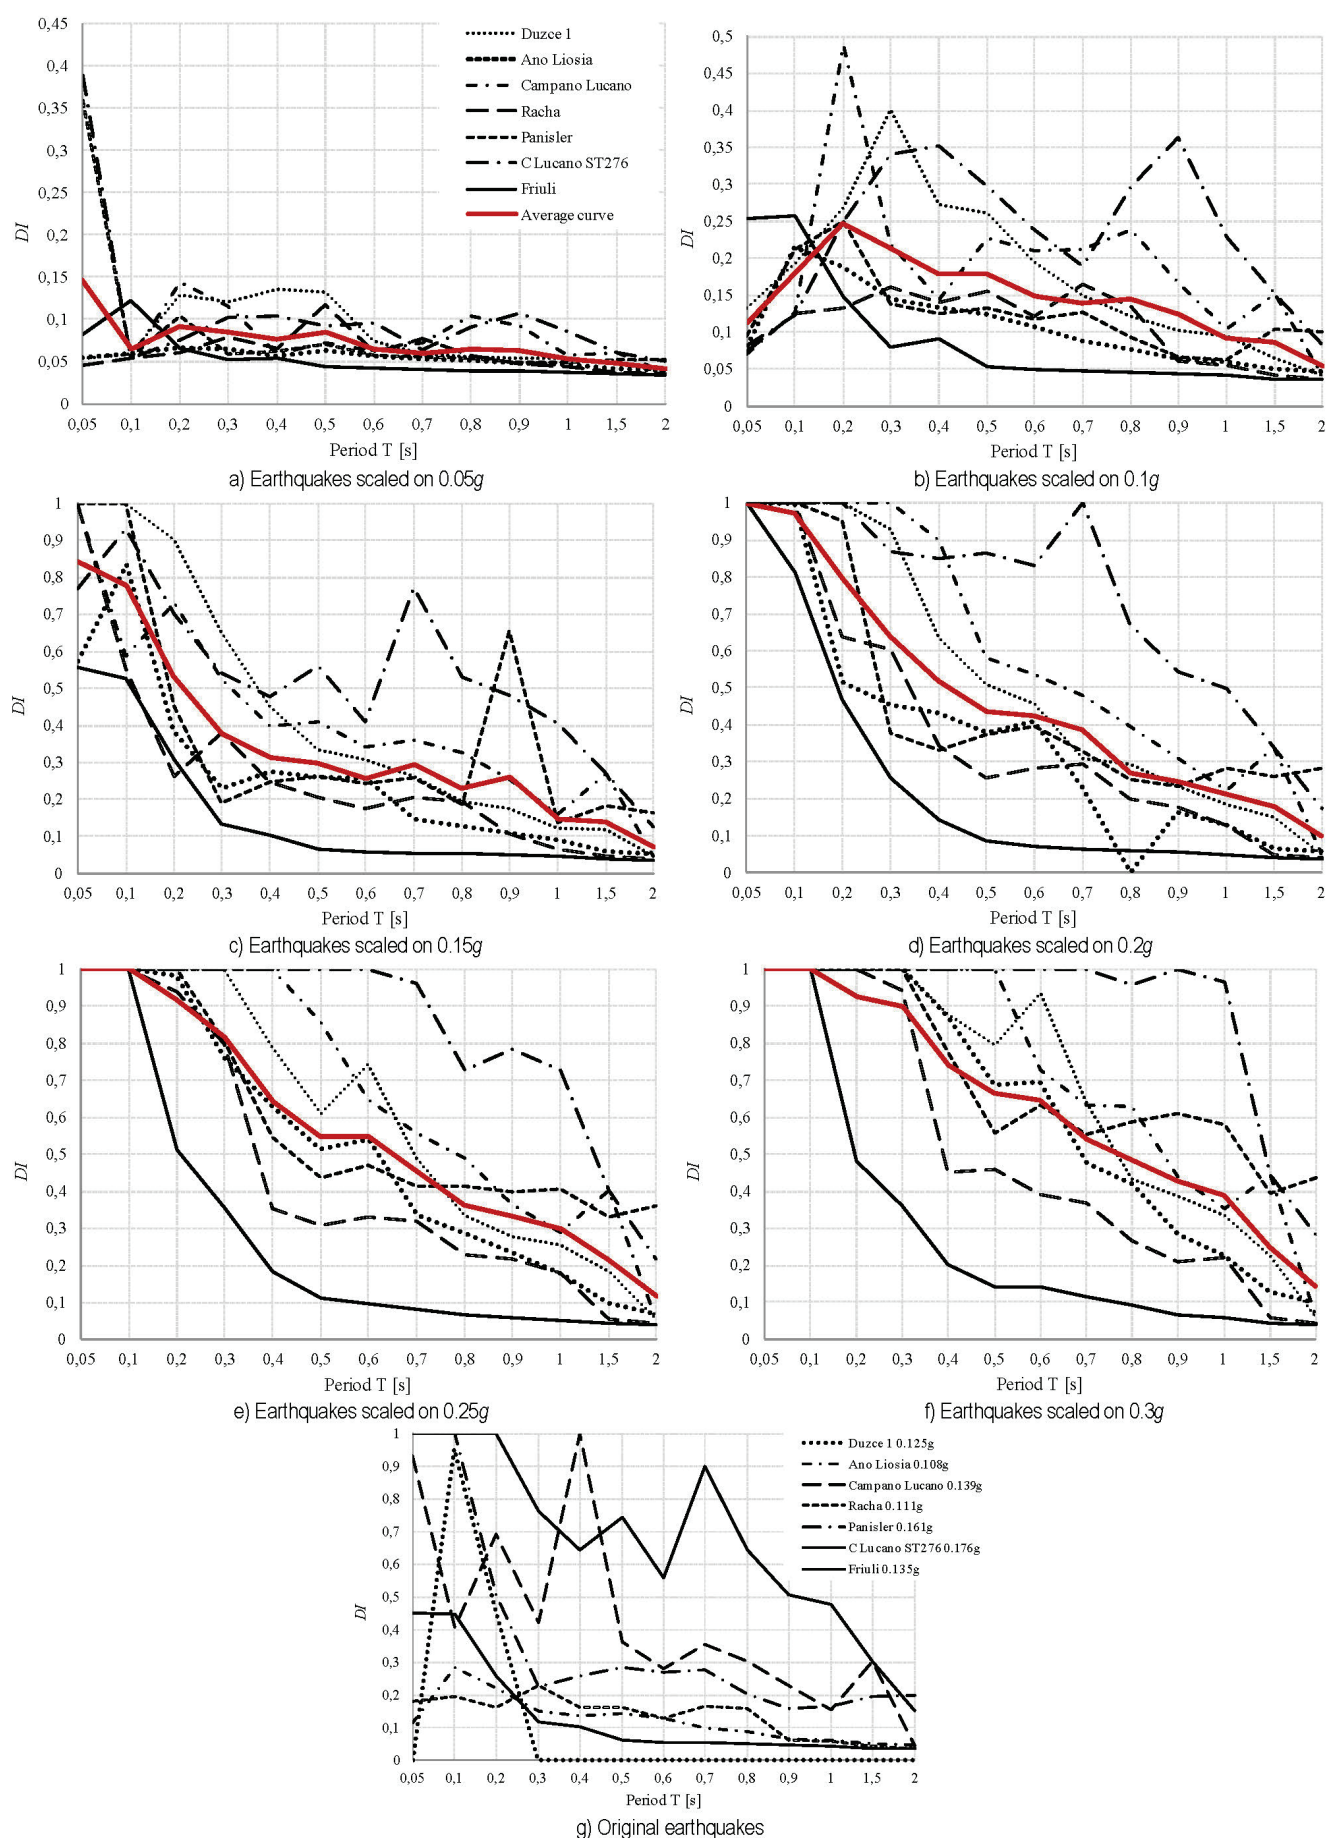 0,45
0,4
0,35
0,3
0,25
0,2
0,15
0,1
0,05
0
DI
Duzce 1
Ano Liosia
Campano Lucano
Racha
Panisler
C Lucano ST276
Friuli
Average curve
0,05 0,1 0,2 0,3 0,4 0,5 0,6 0,7 0,8 0,9 1 1,5 2
Period T [s]
a) Earthquakes scaled on 0.05g
0,5
0,45
0,4
0,35
0,3
0,25
0,2
0,15
0,1
0,05
0
DI
0,05 0,1 0,2 0,3 0,4 0,5 0,6 0,7 0,8 0,9 1 1,5 2
Period T [s]
b) Earthquakes scaled on 0.1g
1
0,9
0,8
0,7
0,6
0,5
0,4
0,3
0,2
0,1
0
DI
0,05 0,1 0,2 0,3 0,4 0,5 0,6 0,7 0,8 0,9 1 1,5 2
Period T [s]
c) Earthquakes scaled on 0.15g
1
0,9
0,8
0,7
0,6
0,5
0,4
0,3
0,2
0,1
0
DI
0,05 0,1 0,2 0,3 0,4 0,5 0,6 0,7 0,8 0,9 1 1,5 2
Period T [s]
d) Earthquakes scaled on 0.2g
1
0,9
0,8
0,7
0,6
0,5
0,4
0,3
0,2
0,1
0
DI
0,05 0,1 0,2 0,3 0,4 0,5 0,6 0,7 0,8 0,9 1 1,5 2
Period T [s]
e) Earthquakes scaled on 0.25g
1
0,9
0,8
0,7
0,6
0,5
0,4
0,3
0,2
0,1
0
DI
0,05 0,1 0,2 0,3 0,4 0,5 0,6 0,7 0,8 0,9 1 1,5 2
Period T [s]
f) Earthquakes scaled on 0.3g
1
0,9
0,8
0,7
0,6
0,5
0,4
0,3
0,2
0,1
0
DI
Duzce 1 0.125g
Ano Liosia 0.108g
Campano Lucano 0.139g
Racha 0.111g
Panisler 0.161g
C Lucano ST276 0.176g
Friuli 0.135g
0,05 0,1 0,2 0,3 0,4 0,5 0,6 0,7 0,8 0,9 1 1,5 2
Period T [s]
g) Original earthquakes